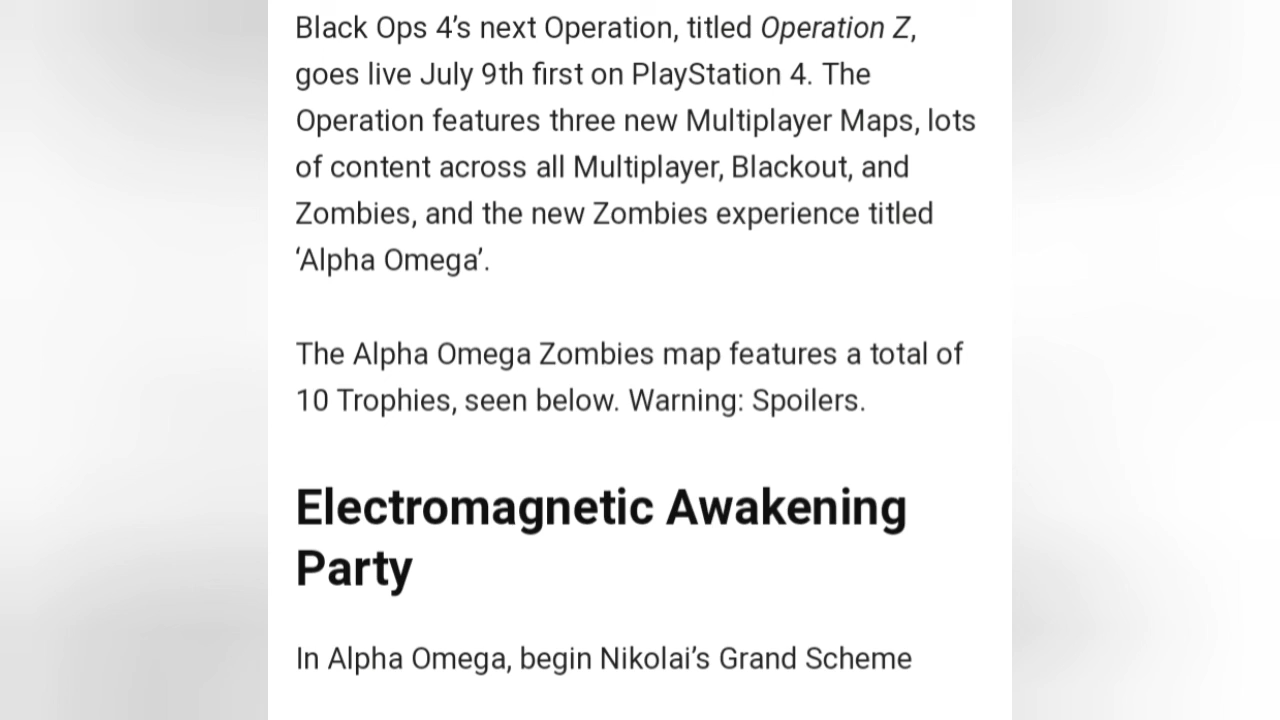 Black Ops 4’s next Operation, titled Operation Z,
goes live July 9th first on PlayStation 4. The
Operation features three new Multiplayer Maps, lots
of content across all Multiplayer, Blackout, and
Zombies, and the new Zombies experience titled
‘Alpha Omega’.
The Alpha Omega Zombies map features a total of
10 Trophies, seen below. Warning: Spoilers.
Electromagnetic Awakening
Party
In Alpha Omega, begin Nikolai’s Grand Scheme